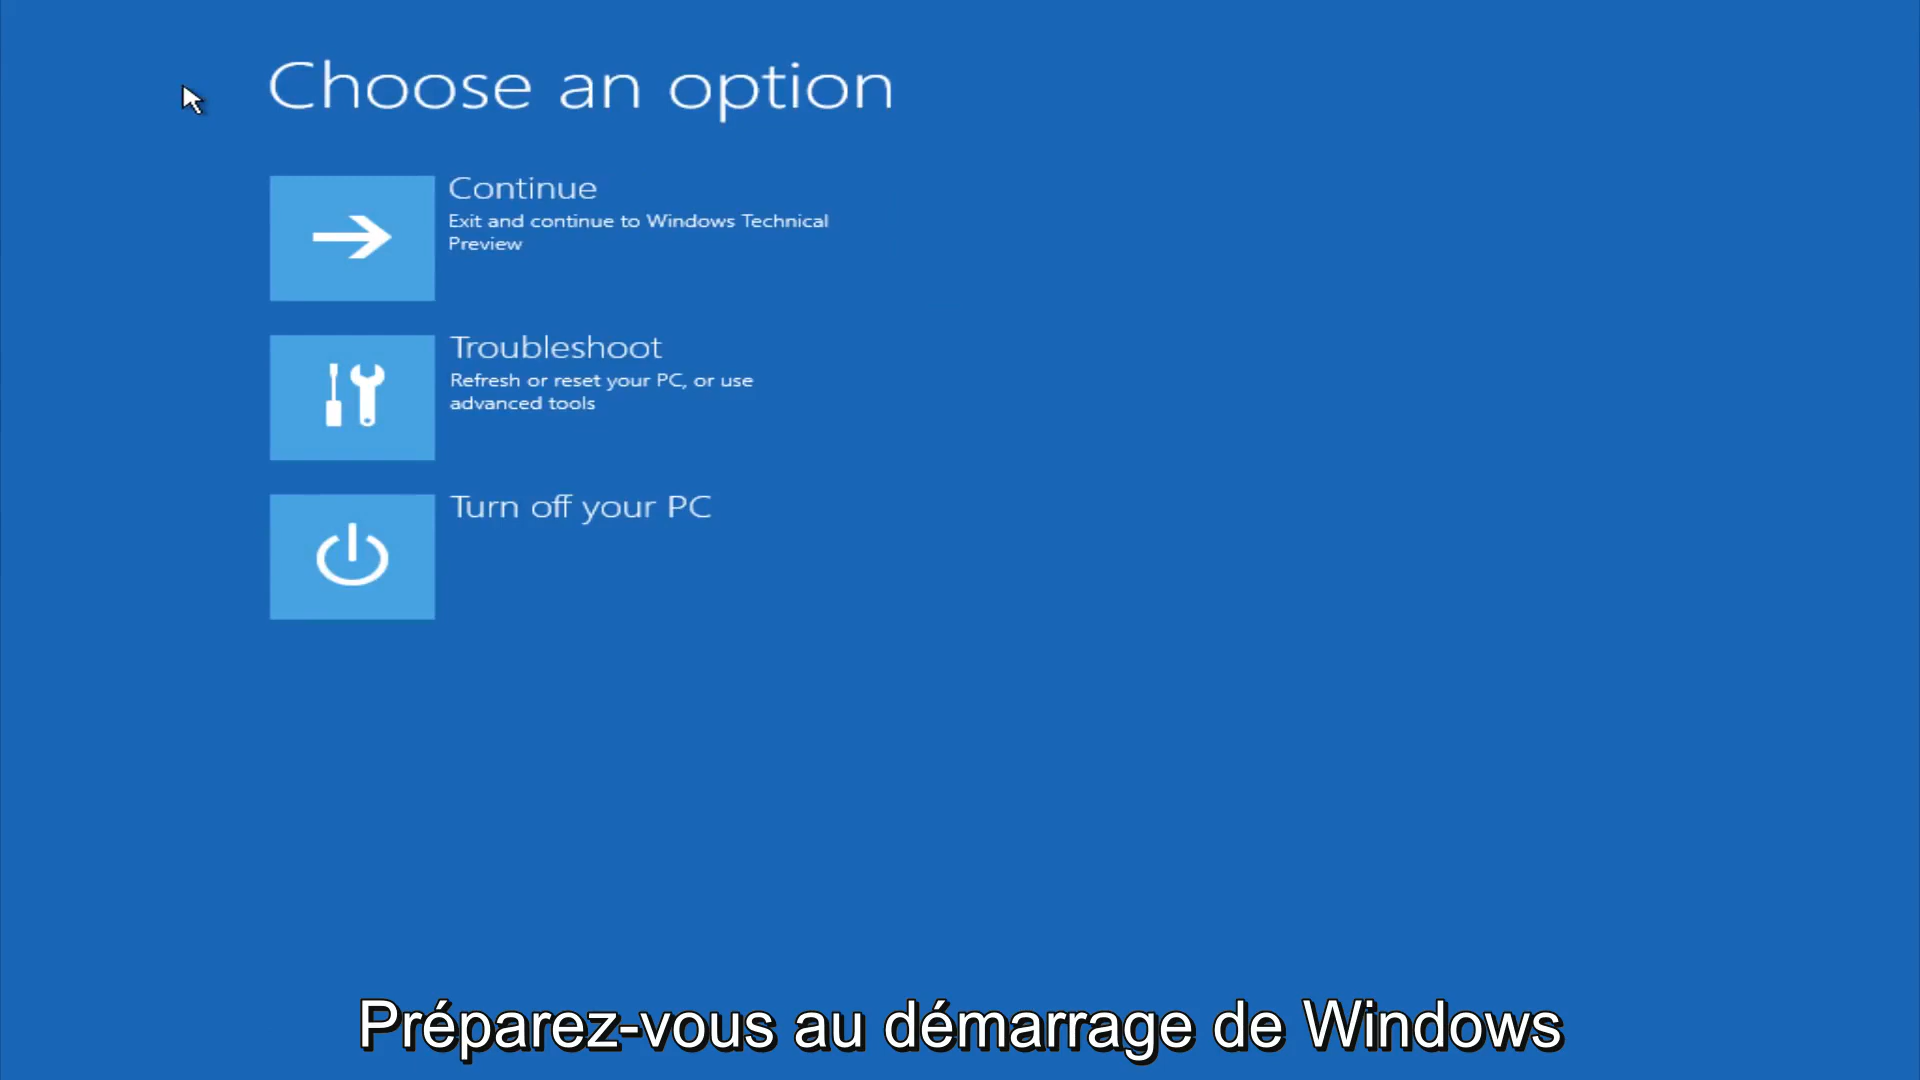 Choose an option
Continue
Exit and continue to Windows Technical
Preview
Troubleshoot
Refresh or reset your PC, or use
advanced tools
Turn off your PC
Préparez-vous au démarrage de Windows